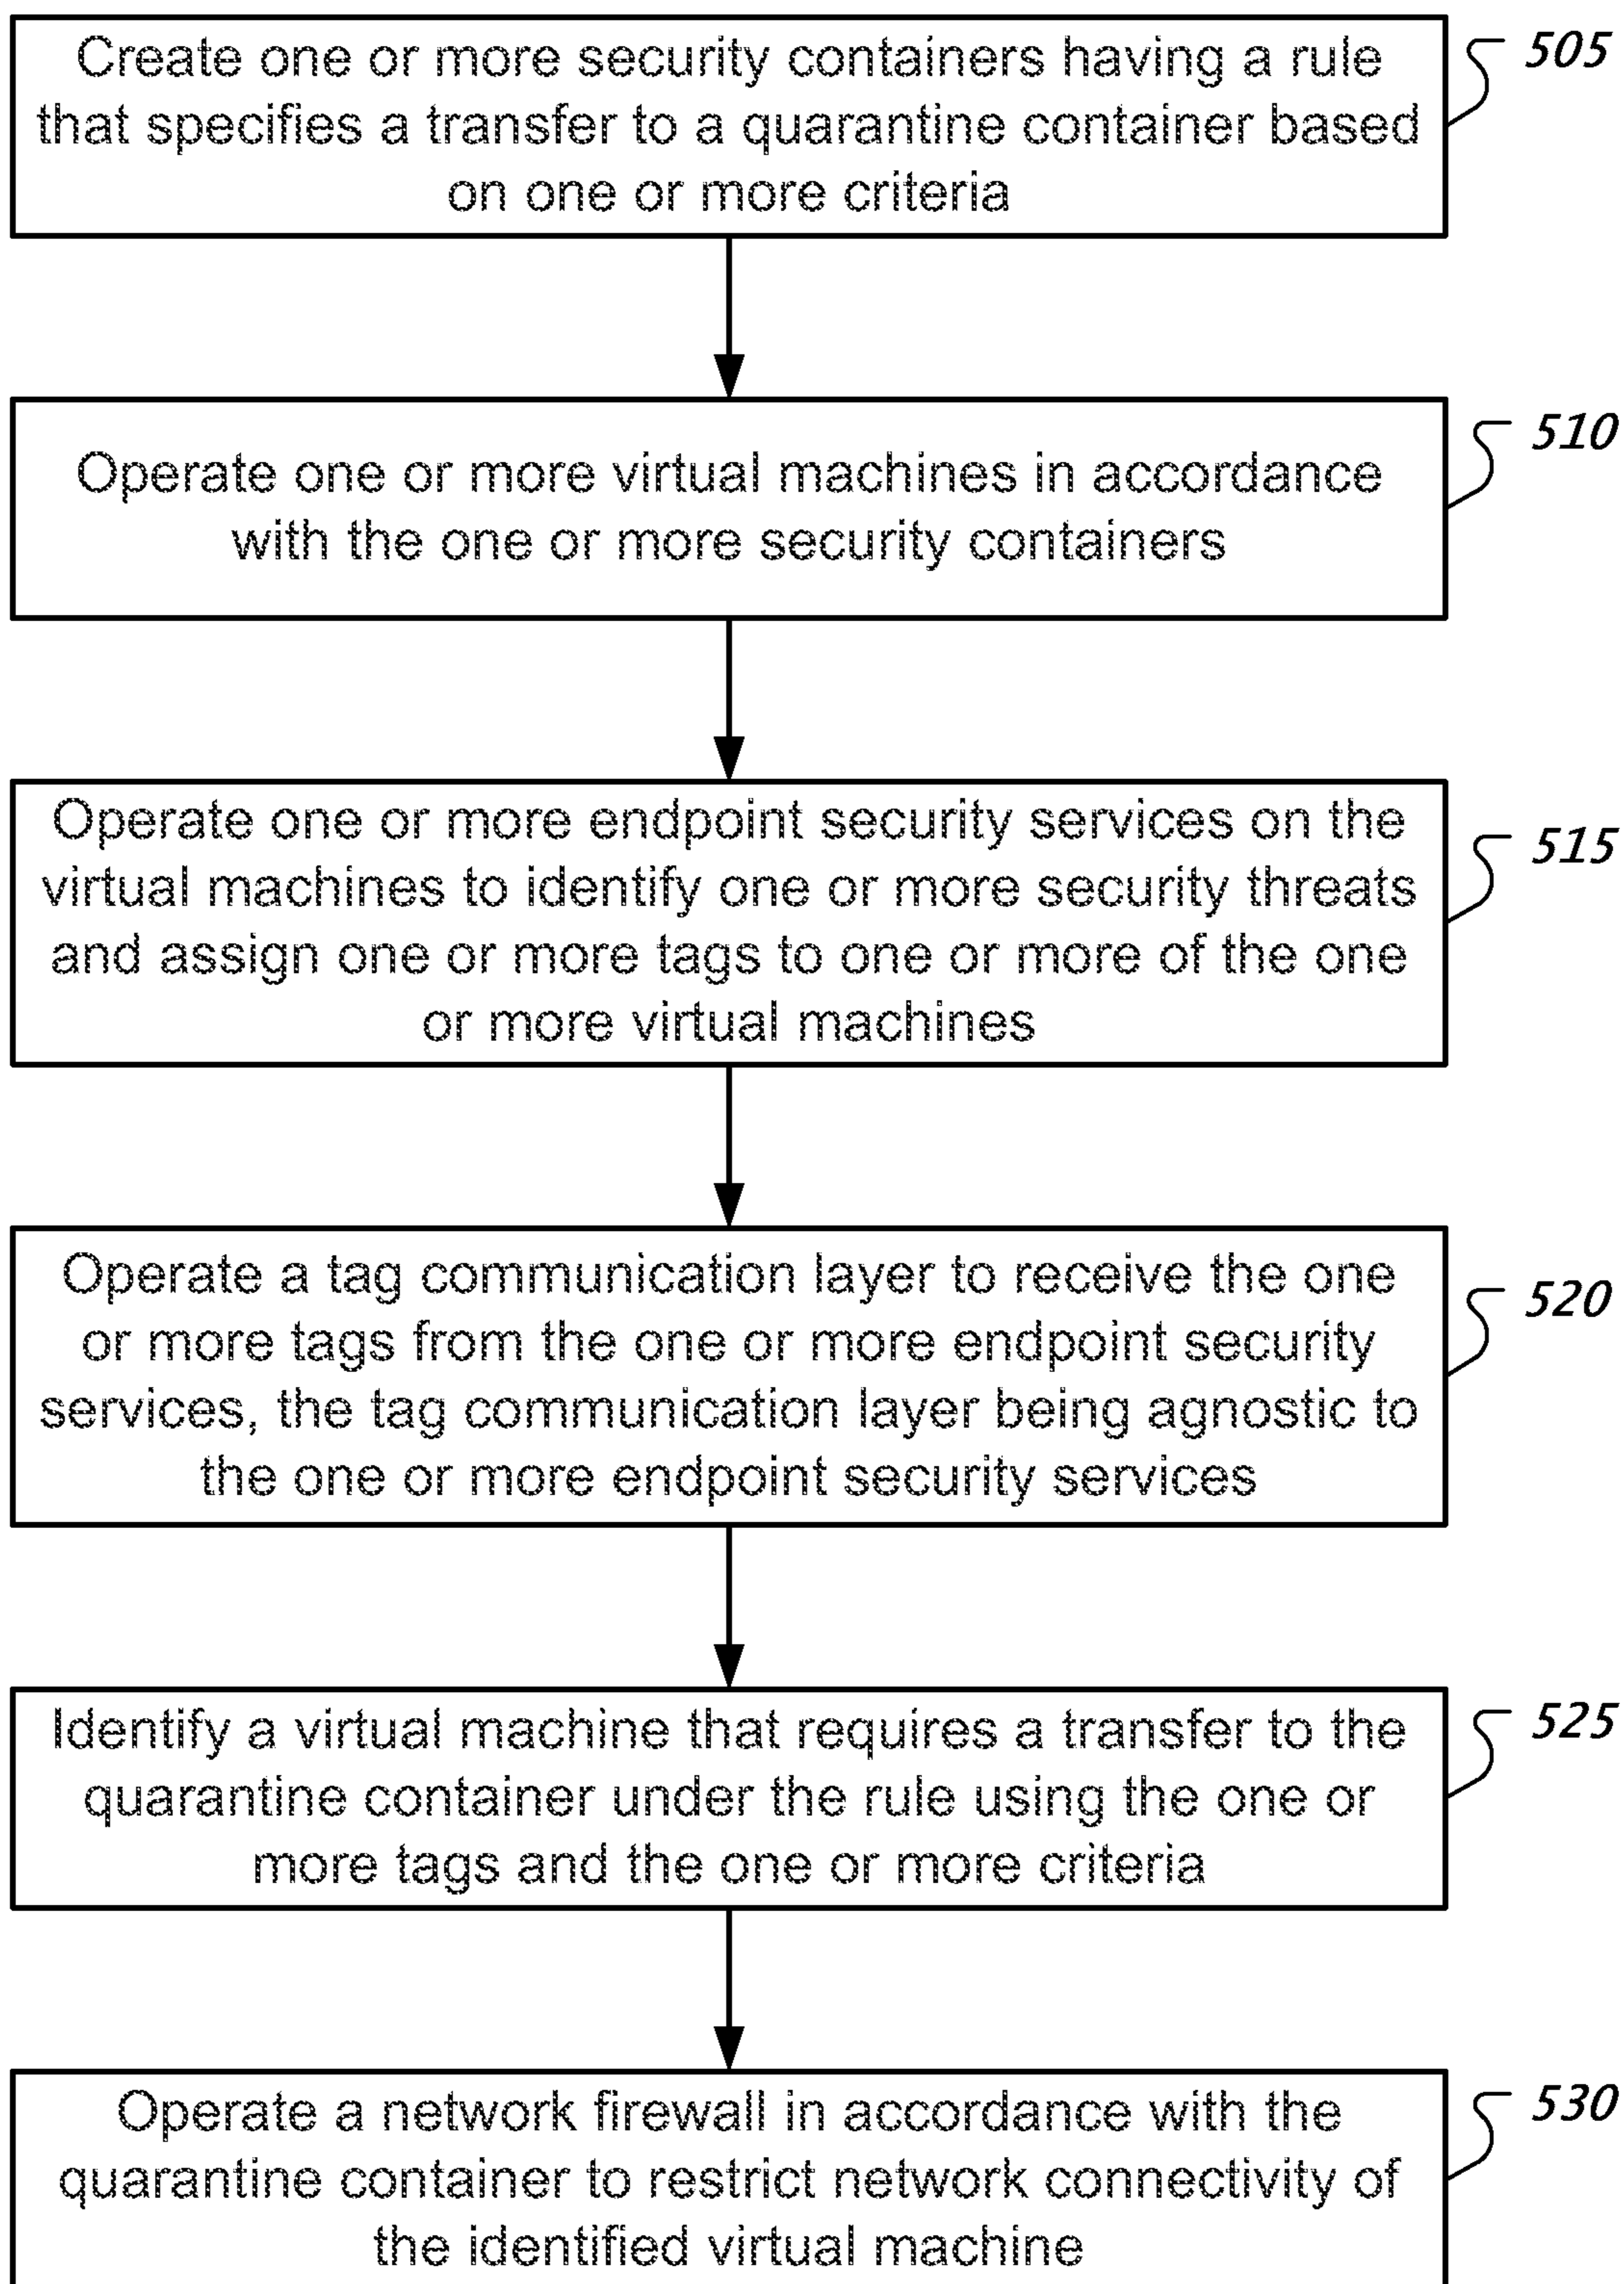 Create one or more security containers having a rule
that specifies a transfer to a quarantine container based
on one or more criteria
505
Operate one or more virtual machines in accordance
with the one or more security containers
510
Operate one or more endpoint security services on the
virtual machines to identify one or more security threats
and assign one or more tags to one or more of the one
or more virtual machines
515
Operate a tag communication layer to receive the one
or more tags from the one or more endpoint security
services, the tag communication layer being agnostic to
the one or more endpoint security services
520
Identify a virtual machine that requires a transfer to the
quarantine container under the rule using the one or
more tags and the one or more criteria
525
Operate a network firewall in accordance with the
quarantine container to restrict network connectivity of
the identified virtual machine
530